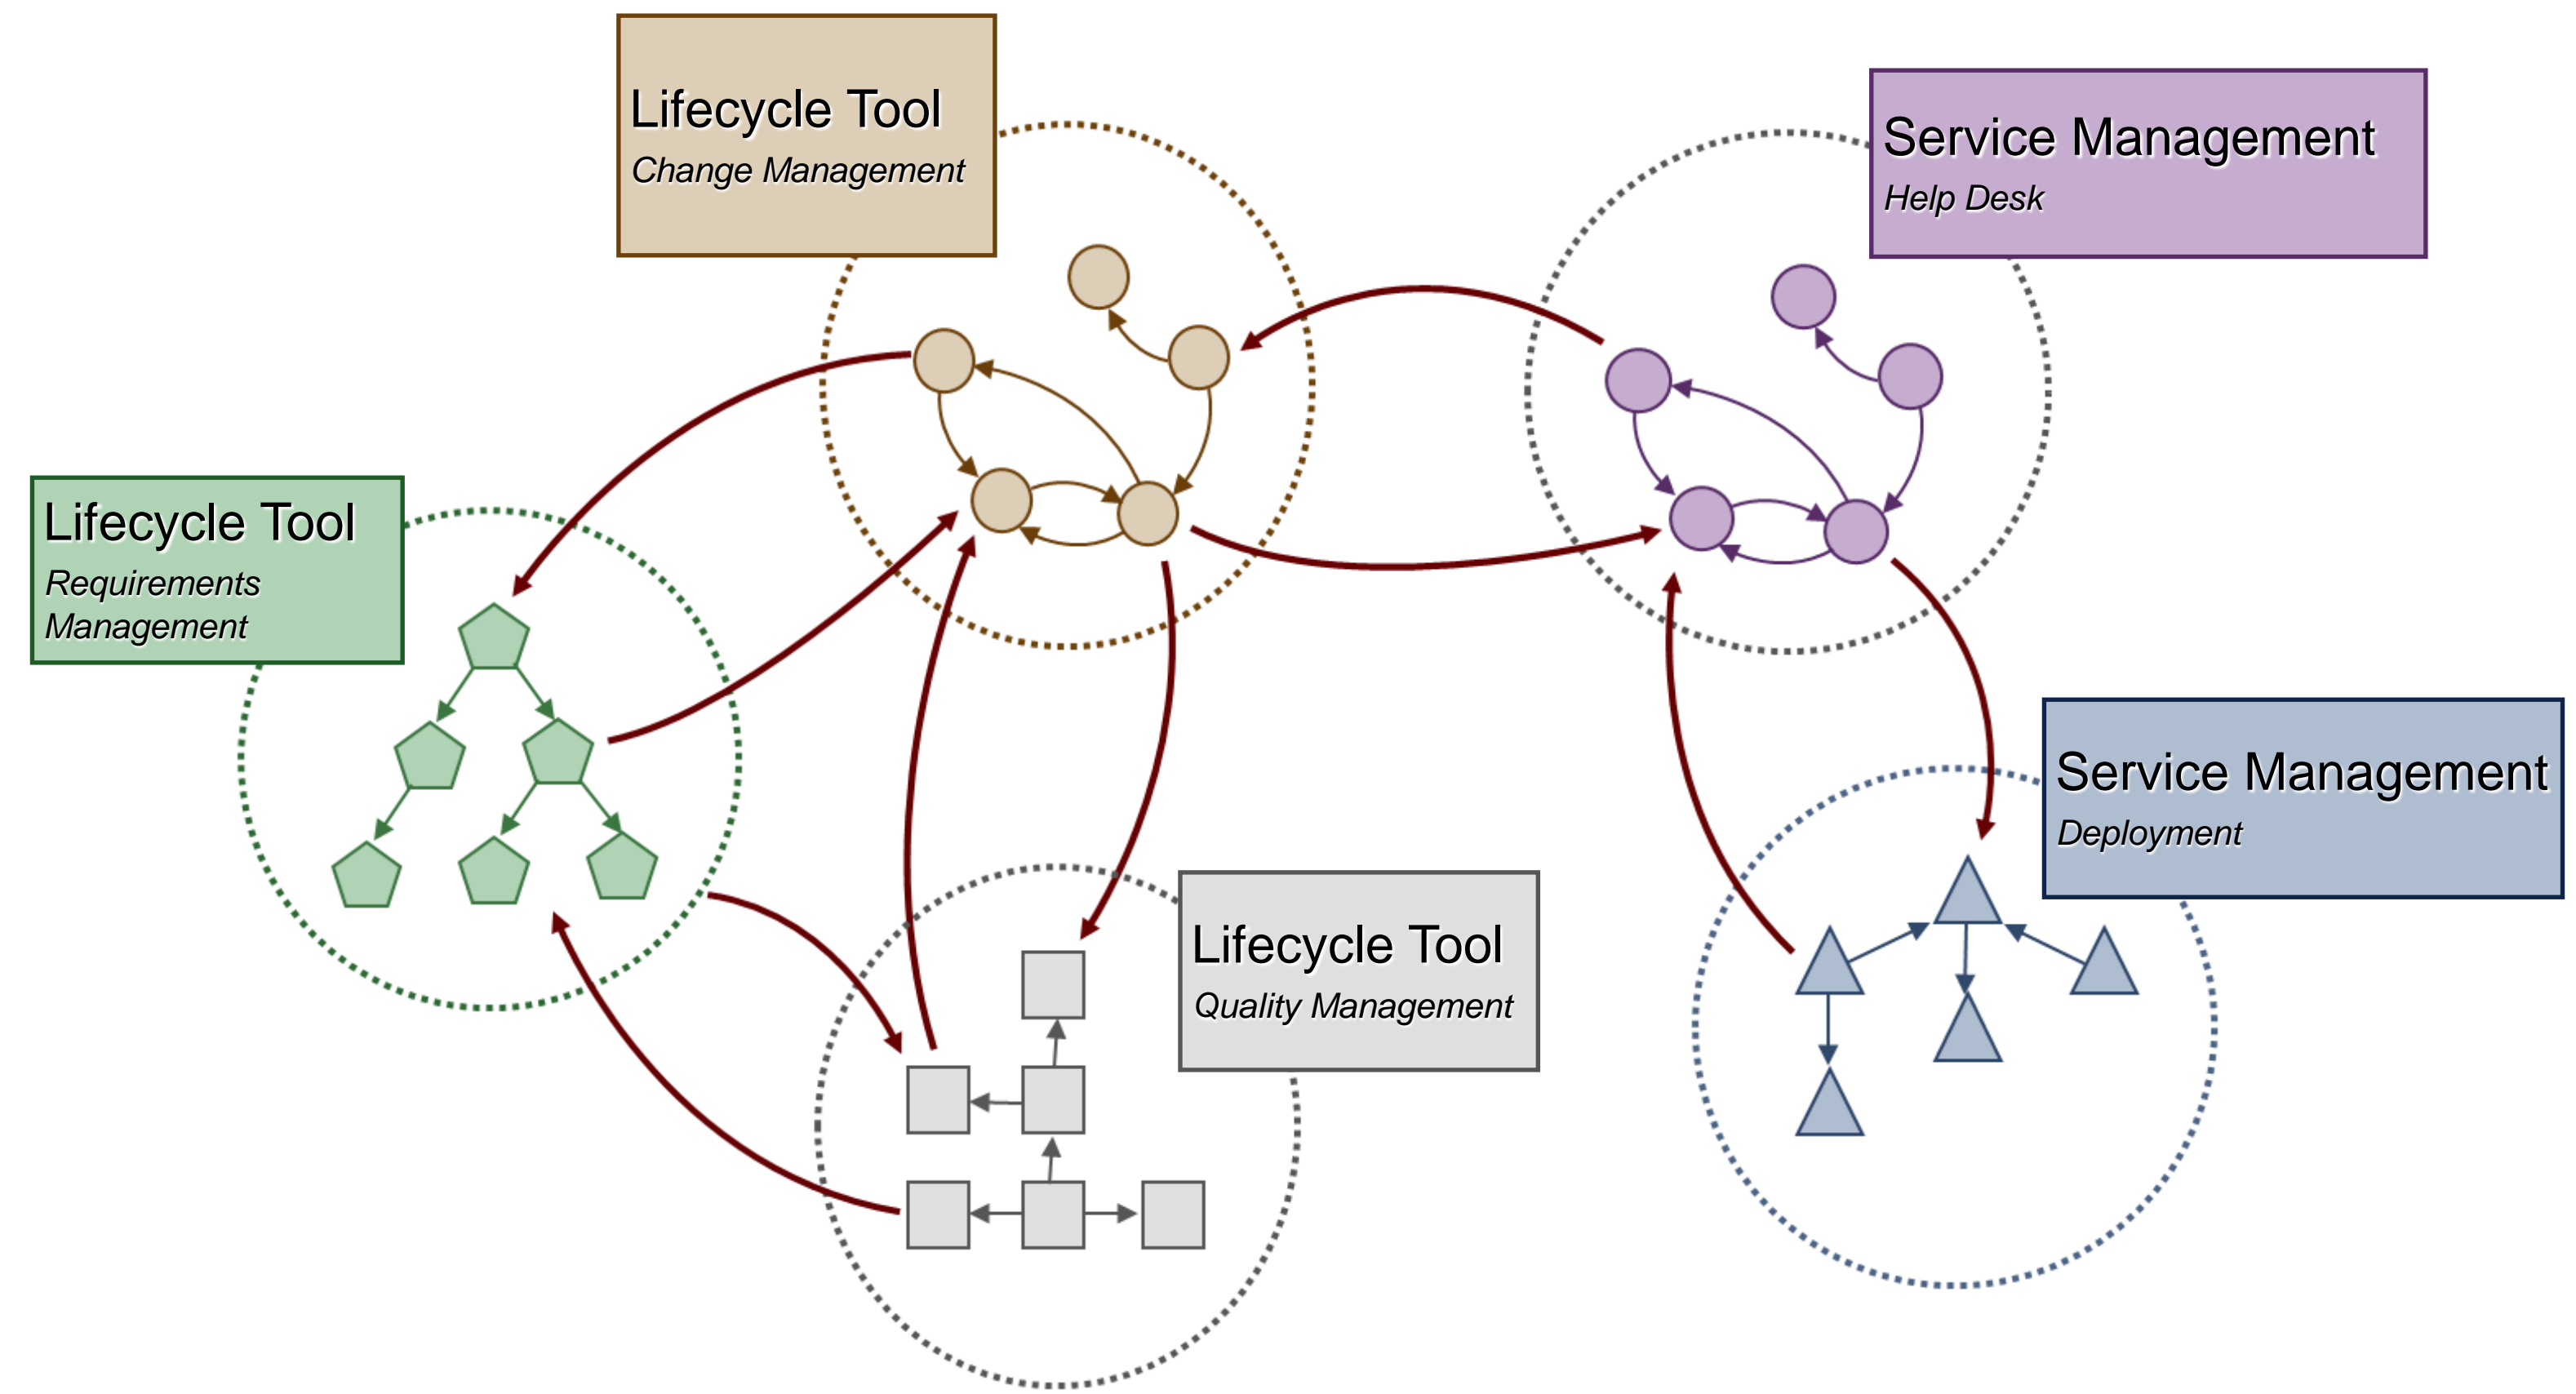 Lifecycle Tool
Change Management
Service Management
Help Desk
Lifecycle Tool
Requirements
Management
Service Management
Deployment
Lifecycle Tool
Quality Management